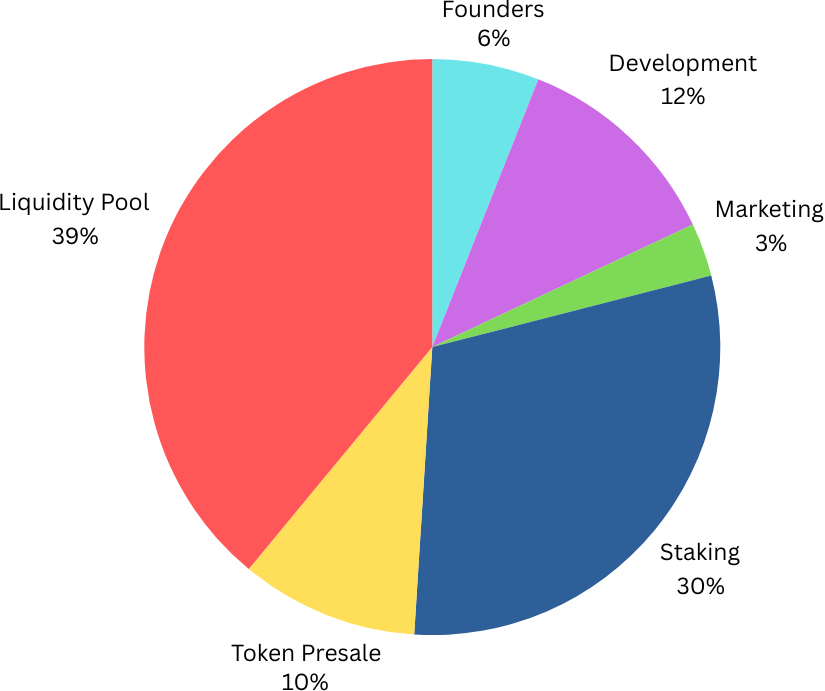 Founders
6%
Development
12%
Marketing
3%
Liquidity Pool
39%
Staking
30%
Token Presale
10%